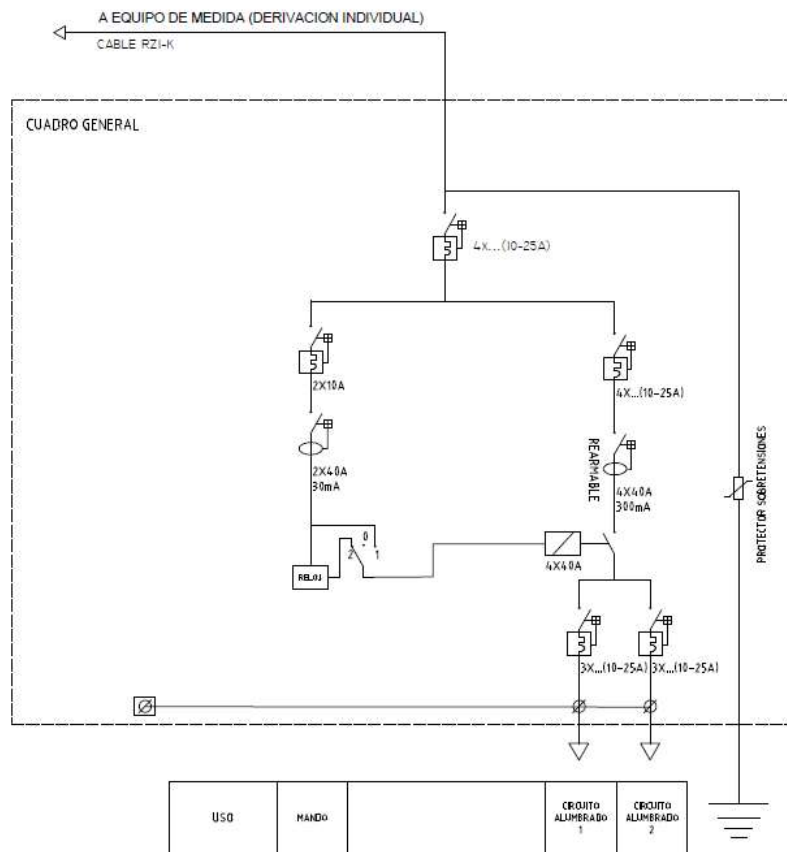 A EQUIPO DE MEDIDA (DERIVACION INDIVIDUAL)
CABLE RZ1-K
CUADRO GENERAL
4x...(10-25A)
2X10A
4X...(10-25A)
2X40A
30mA
REARMABLE
4X40A
300mA
PROTECTOR SOBRETENSIONES
0
2
1
RELOJ
4X40A
3X...(10-25A)
3X...(10-25A)
USO
MANDO
CIRCUITO
ALUMBRADO
1
CIRCUITO
ALUMBRADO
2